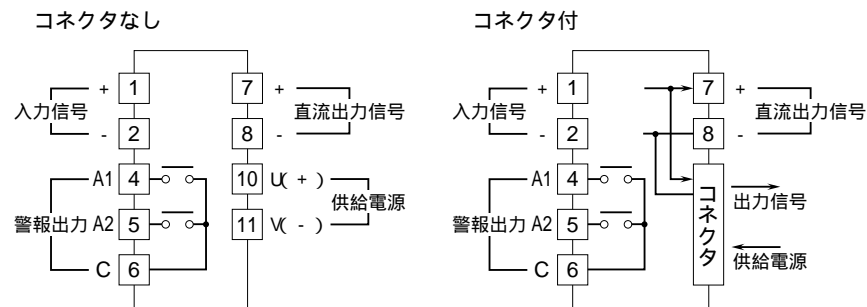 コネクタなし
入力信号
+ 1
- 2
警報出力
A1 4
A2 5
C 6
7 +
8 -
直流出力信号
10 U( + )
11 V( - )
供給電源
コネクタ付
入力信号
+ 1
- 2
警報出力
A1 4
A2 5
C 6
7 +
8 -
直流出力信号
コネクタ
出力信号
供給電源